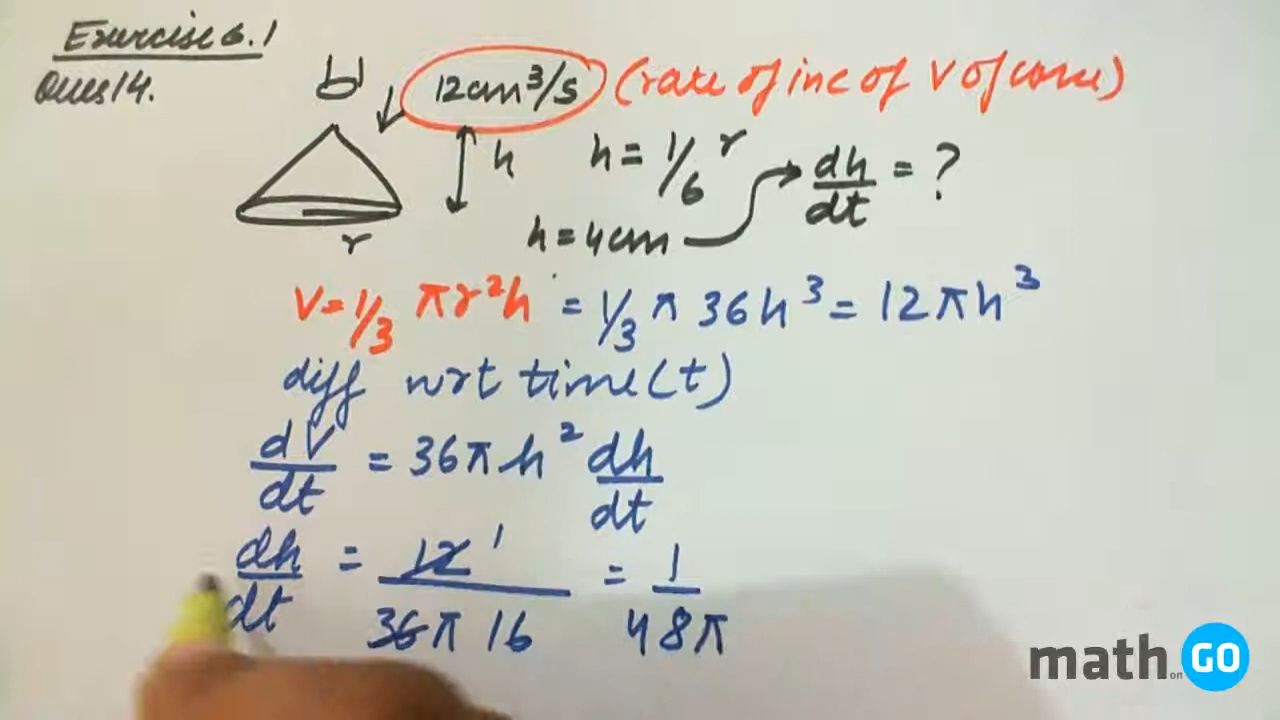 Exercise 6.1
Ques 14.
12cm³/s (rate of inc of V of cone)
h
h = 1/6 r
dh/dt = ?
h = 4cm
r
V = 1/3 πr²h = 1/3 π 36h³ = 12πh³
diff wrt time(t)
dV/dt = 36πh² dh/dt
dh/dt = 12 1/36π 16 = 1/48π
math on GO